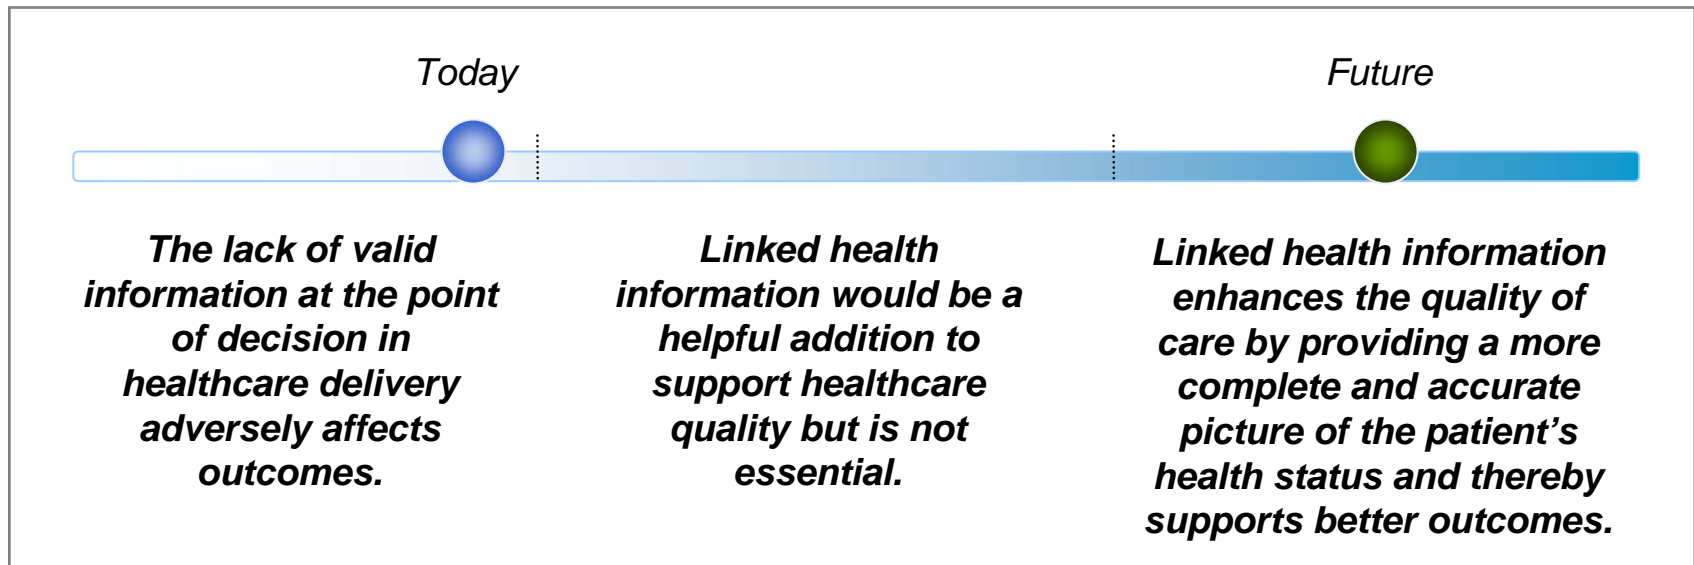 Today
Future
The lack of valid
information at the point
of decision in
healthcare delivery
adversely affects
outcomes.
Linked health
information would be a
helpful addition to
support healthcare
quality but is not
essential.
Linked health information
enhances the quality of
care by providing a more
complete and accurate
picture of the patient’s
health status and thereby
supports better outcomes.